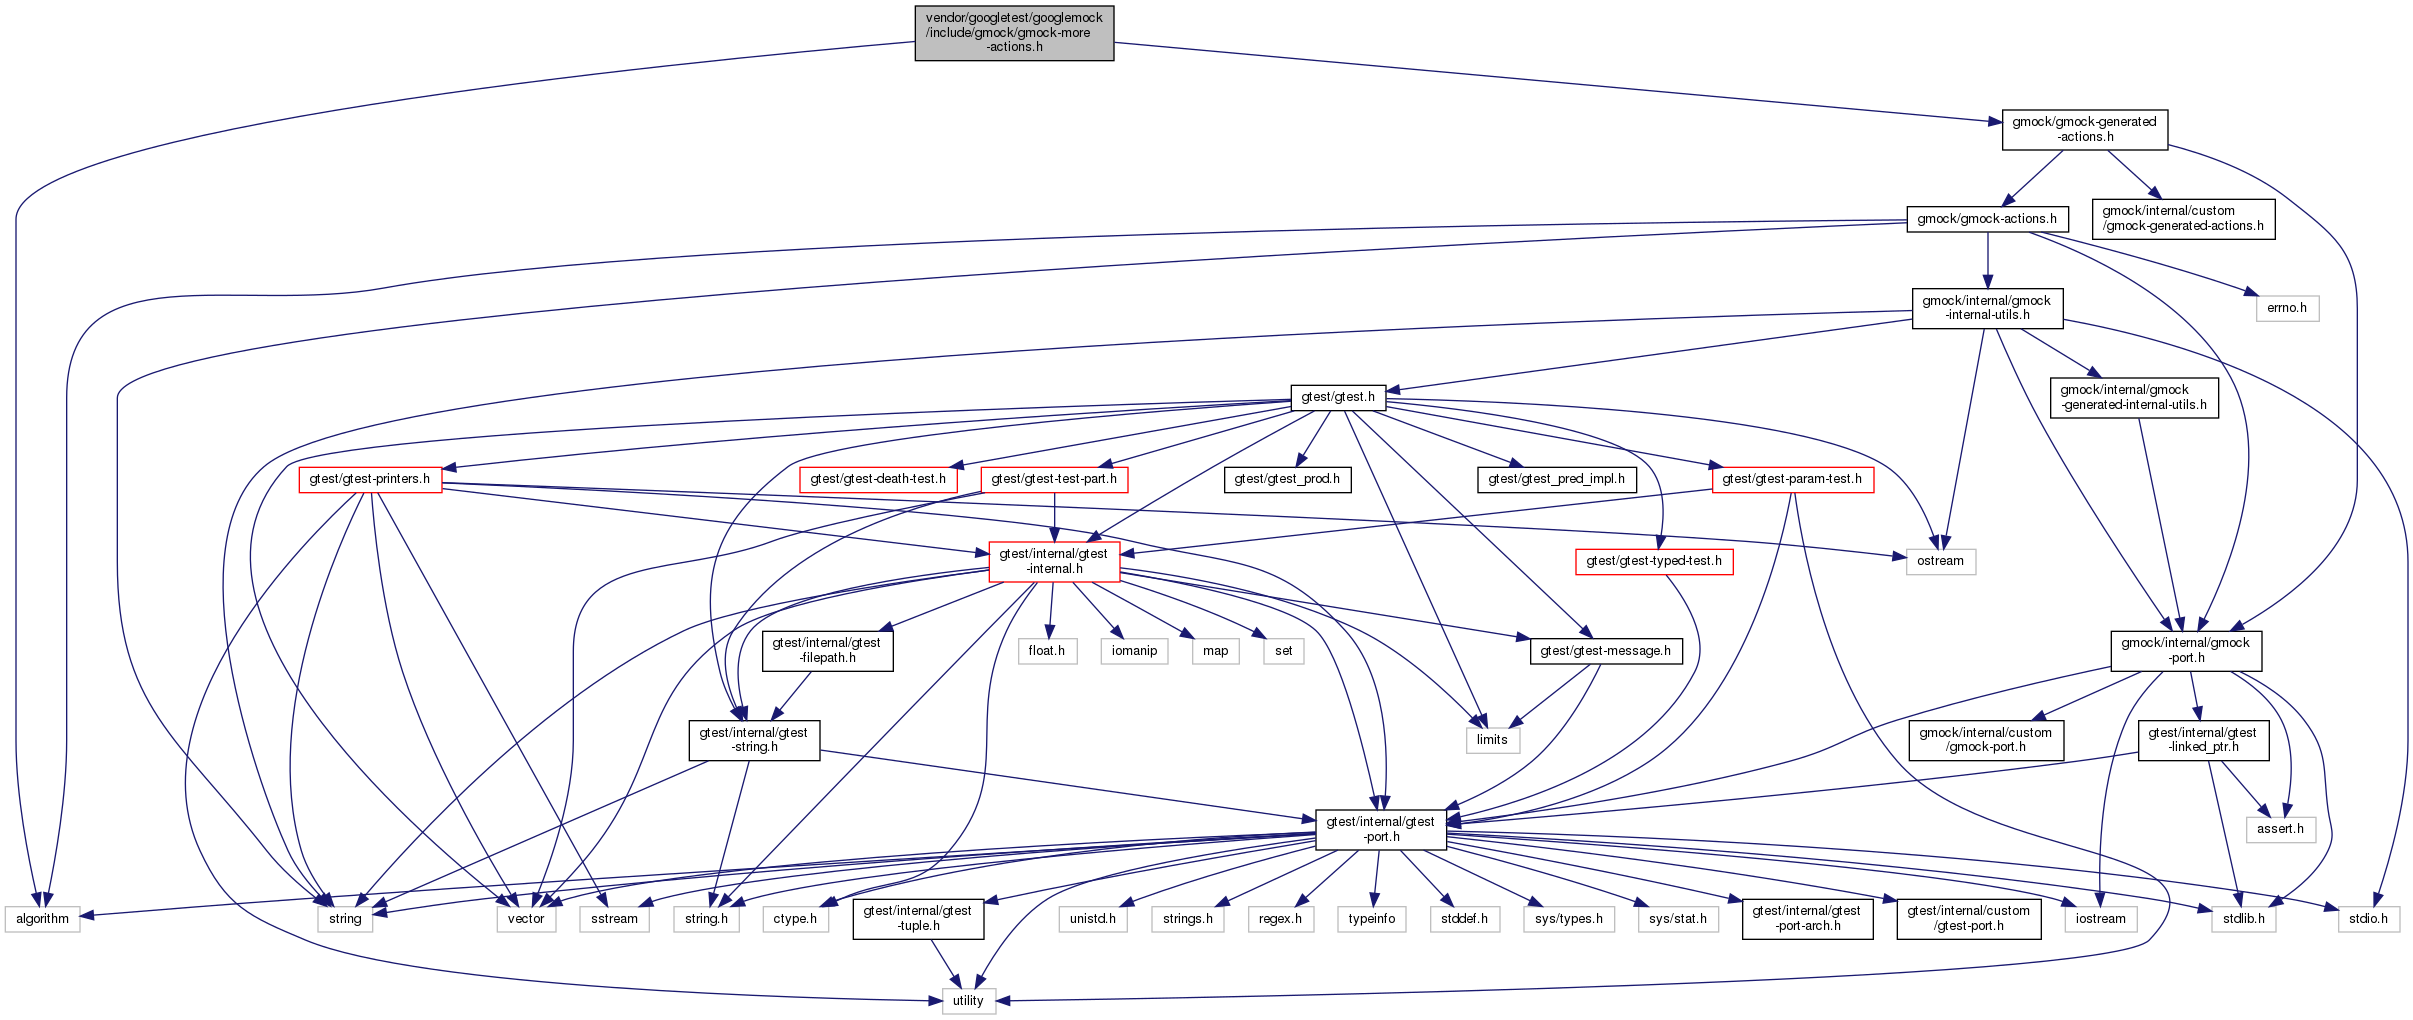 vendor/googletest/googlemock
/include/gmock/gmock-more
-actions.h
gmock/gmock-generated
-actions.h
gmock/gmock-actions.h
gmock/internal/custom
/gmock-generated-actions.h
gmock/internal/gmock
-internal-utils.h
errno.h
gtest/gtest.h
gmock/internal/gmock
-generated-internal-utils.h
gtest/gtest-printers.h
gtest/gtest-death-test.h
gtest/gtest-test-part.h
gtest/gtest_prod.h
gtest/gtest_pred_impl.h
gtest/gtest-param-test.h
gtest/internal/gtest
-internal.h
gtest/gtest-typed-test.h
ostream
gtest/internal/gtest
-filepath.h
float.h
iomanip
map
set
gtest/gtest-message.h
gmock/internal/gmock
-port.h
gtest/internal/gtest
-string.h
limits
gmock/internal/custom
/gmock-port.h
gtest/internal/gtest
-linked_ptr.h
gtest/internal/gtest
-port.h
assert.h
algorithm
string
vector
sstream
string.h
ctype.h
gtest/internal/gtest
-tuple.h
unistd.h
strings.h
regex.h
typeinfo
stddef.h
sys/types.h
sys/stat.h
gtest/internal/gtest
-port-arch.h
gtest/internal/custom
/gtest-port.h
iostream
stdlib.h
stdio.h
utility